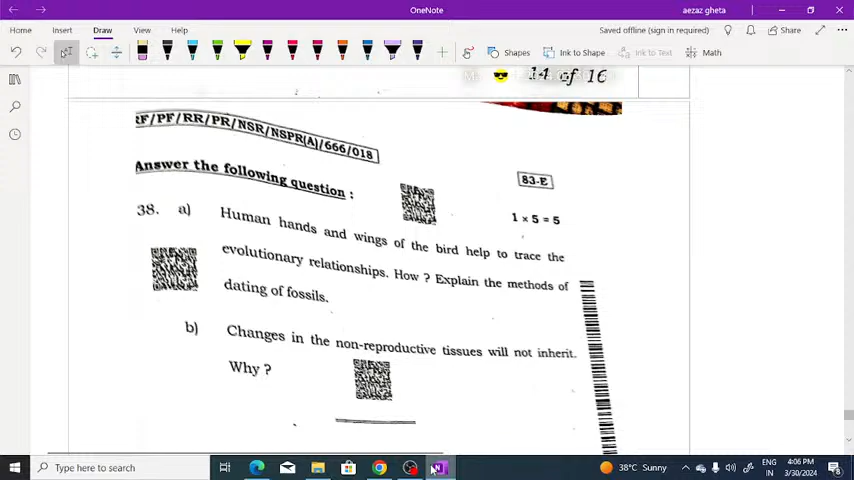 OneNote
aezaz gheta
Home
Insert
Draw
View
Help
Saved offline (sign in required)
Share
Shapes
Ink to Shape
Ink to Text
Math
14 of 16
RF/PF/RR/PR/NSR/NSPR(A)/666/018
Answer the following question :
83-E
1 × 5 = 5
38. a) Human hands and wings of the bird help to trace the
evolutionary relationships. How ? Explain the methods of
dating of fossils.
b) Changes in the non-reproductive tissues will not inherit.
Why ?
Type here to search
38°C Sunny
ENG
IN
4:06 PM
3/30/2024
8